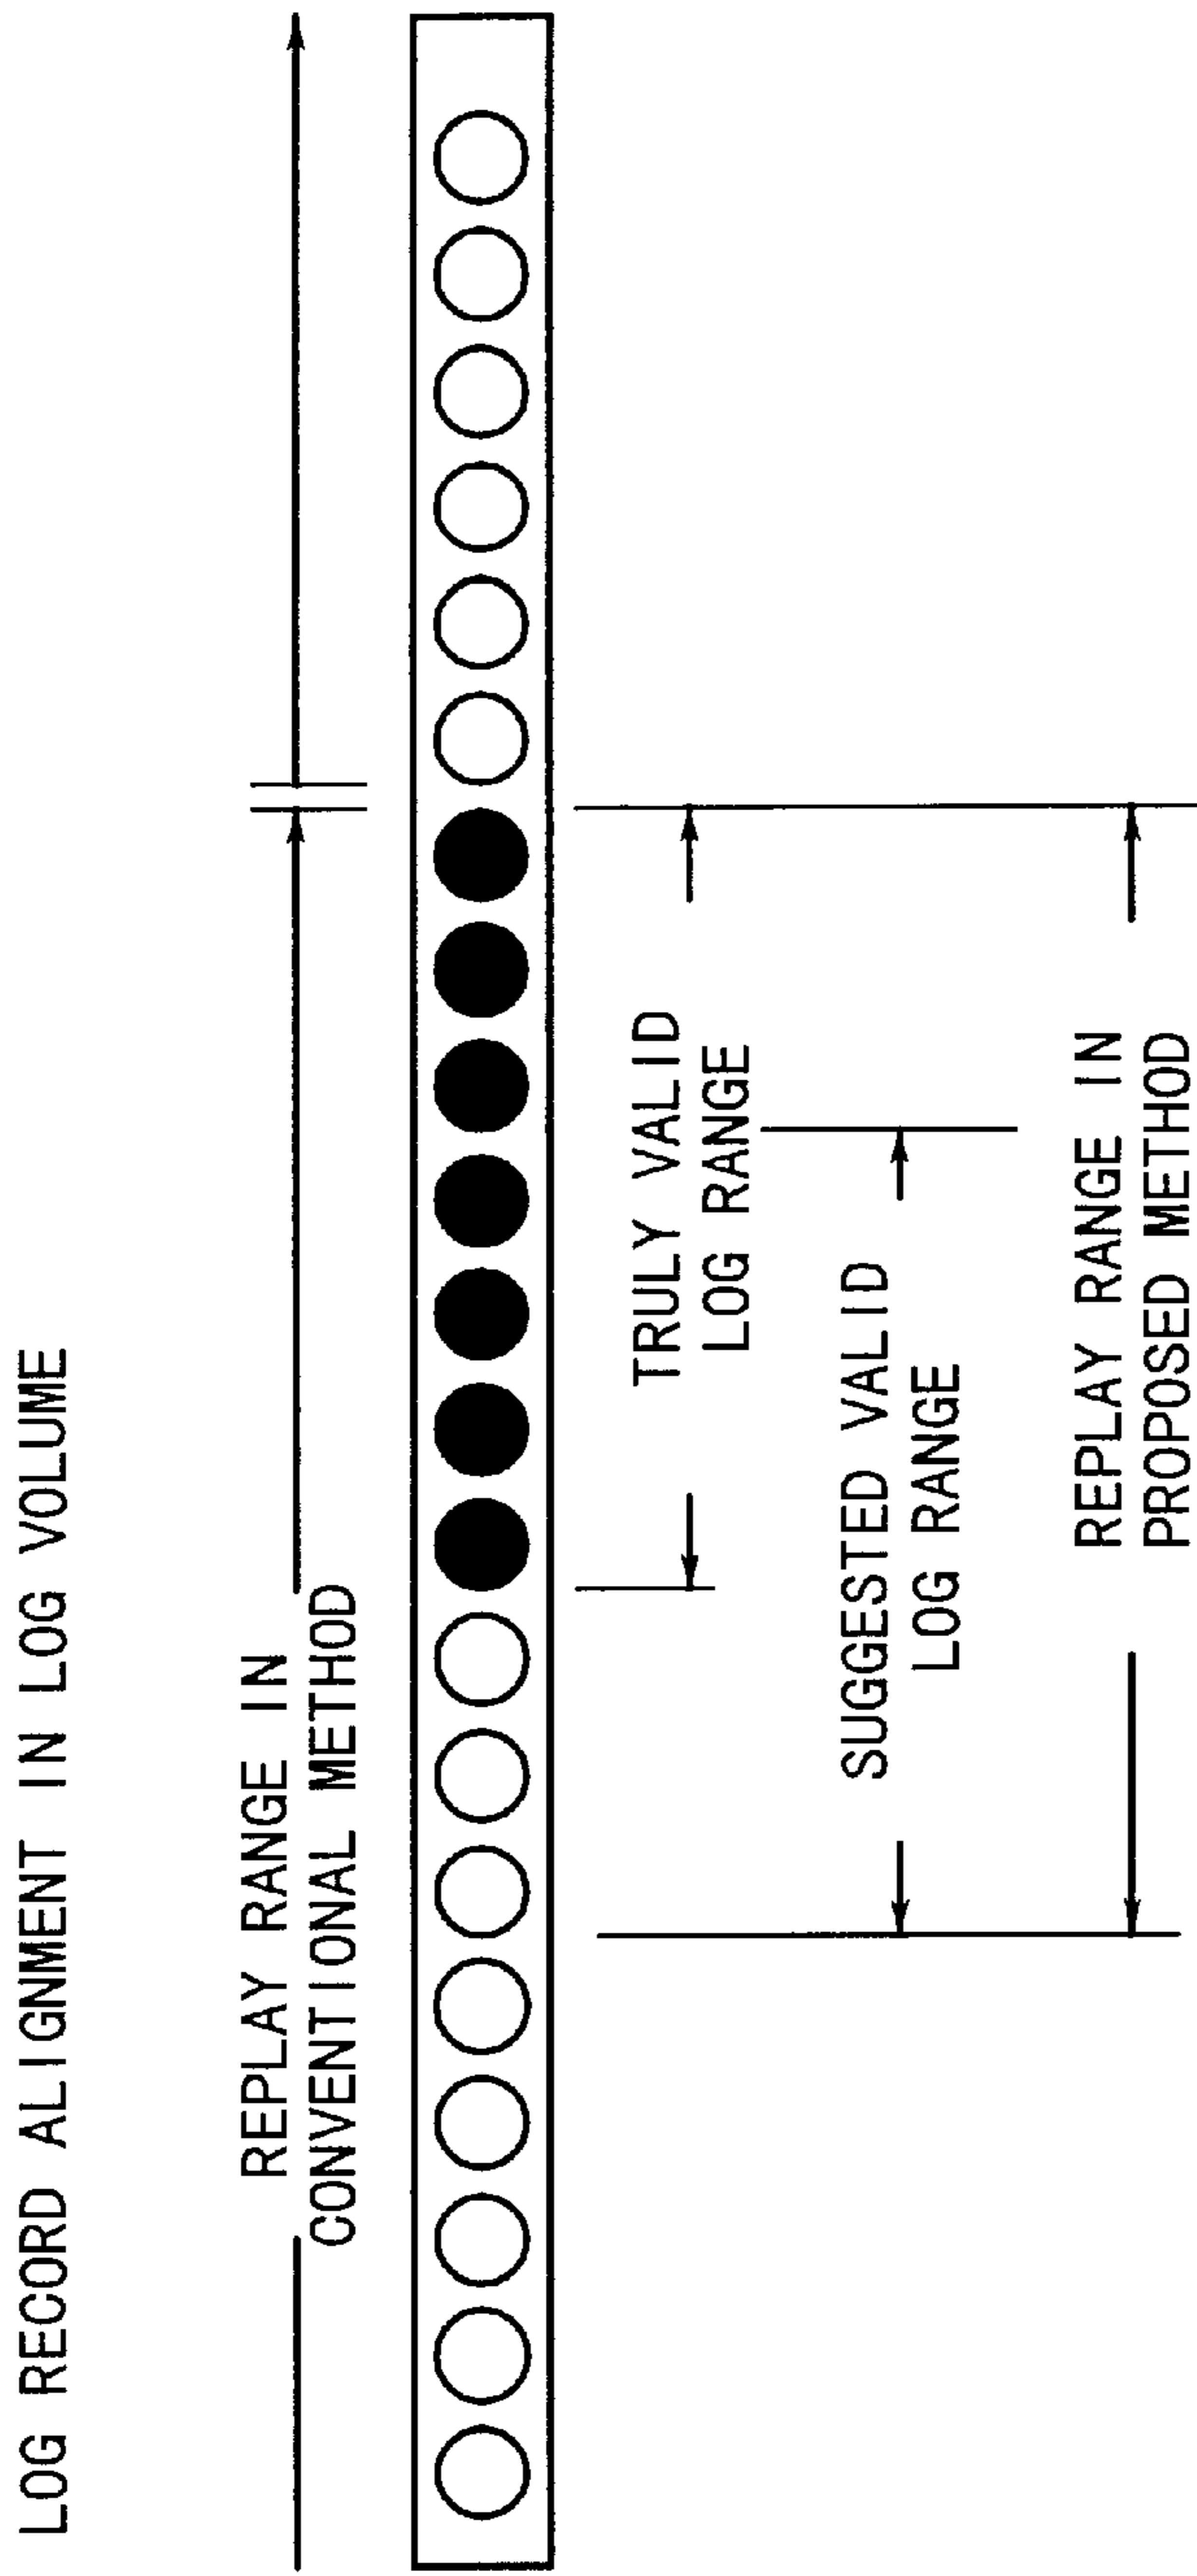 LOG RECORD ALIGNMENT IN LOG VOLUME
REPLAY RANGE IN
CONVENTIONAL METHOD
TRULY VALID
LOG RANGE
SUGGESTED VALID
LOG RANGE
REPLAY RANGE IN
PROPOSED METHOD